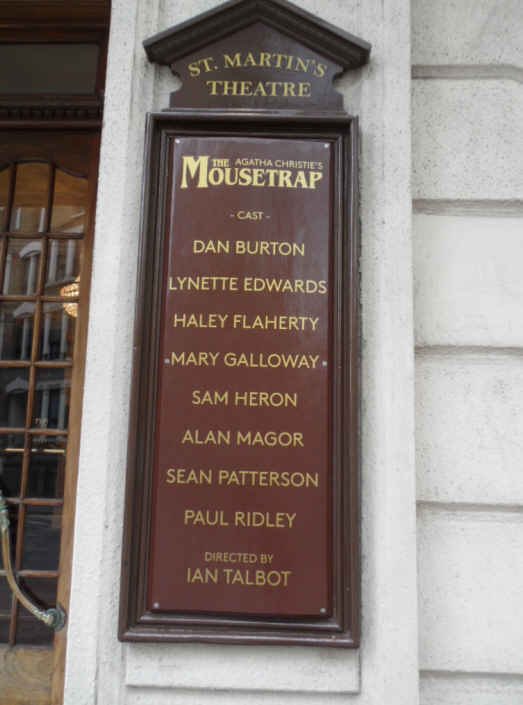 ST. MARTIN'S
THEATRE
THE AGATHA CHRISTIE'S
MOUSETRAP
- CAST -
DAN BURTON
LYNETTE EDWARDS
HALEY FLAHERTY
MARY GALLOWAY
SAM HERON
ALAN MAGOR
SEAN PATTERSON
PAUL RIDLEY
DIRECTED BY
IAN TALBOT